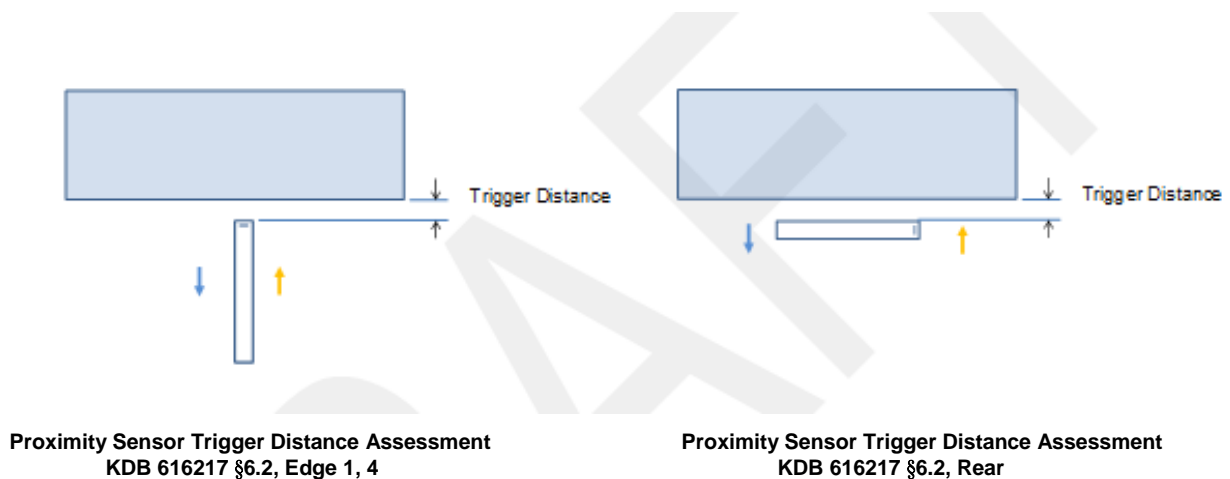 Trigger Distance
Trigger Distance
Proximity Sensor Trigger Distance Assessment
KDB 616217 §6.2, Edge 1, 4
Proximity Sensor Trigger Distance Assessment
KDB 616217 §6.2, Rear